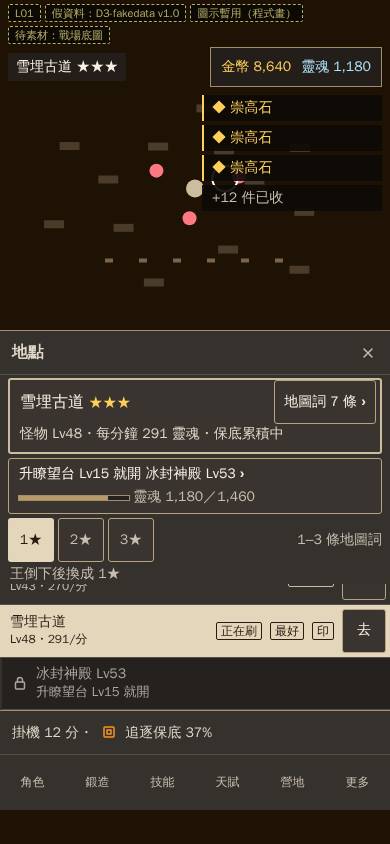 L01 假資料：D3-fakedata v1.0 圖示暫用（程式畫）
待素材：戰場底圖
雪埋古道 ★★★
金幣 8,640 靈魂 1,180
◆ 崇高石
◆ 崇高石
◆ 崇高石
+12 件已收
地點 ×
雪埋古道 ★★★ 地圖詞 7 條 ›
怪物 Lv48・每分鐘 291 靈魂・保底累積中
升瞭望台 Lv15 就開 冰封神殿 Lv53 ›
靈魂 1,180／1,460
1★ 2★ 3★ 1–3 條地圖詞
王倒下後換成 1★
Lv43・270/分
雪埋古道
Lv48・291/分 正在刷 最好 印 去
冰封神殿 Lv53
升瞭望台 Lv15 就開
掛機 12 分・ 追逐保底 37%
角色 鍛造 技能 天賦 營地 更多